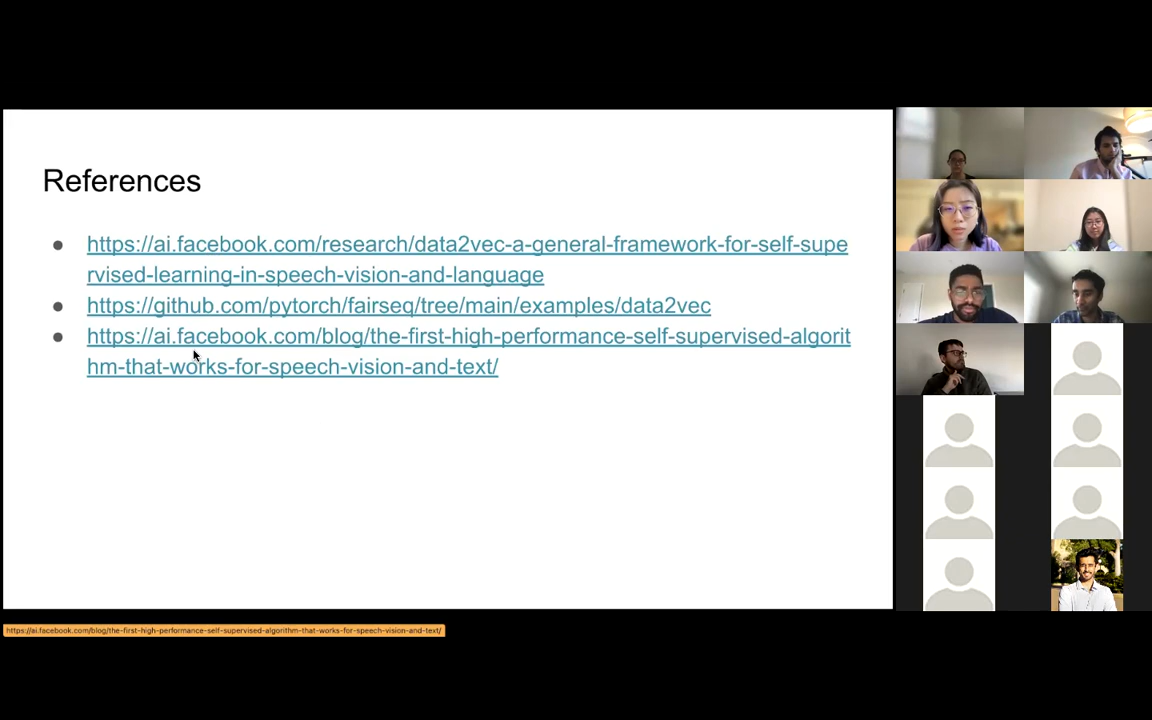 References
● https://ai.facebook.com/research/data2vec-a-general-framework-for-self-supe
rvised-learning-in-speech-vision-and-language
● https://github.com/pytorch/fairseq/tree/main/examples/data2vec
● https://ai.facebook.com/blog/the-first-high-performance-self-supervised-algorit
hm-that-works-for-speech-vision-and-text/
https://ai.facebook.com/blog/the-first-high-performance-self-supervised-algorithm-that-works-for-speech-vision-and-text/